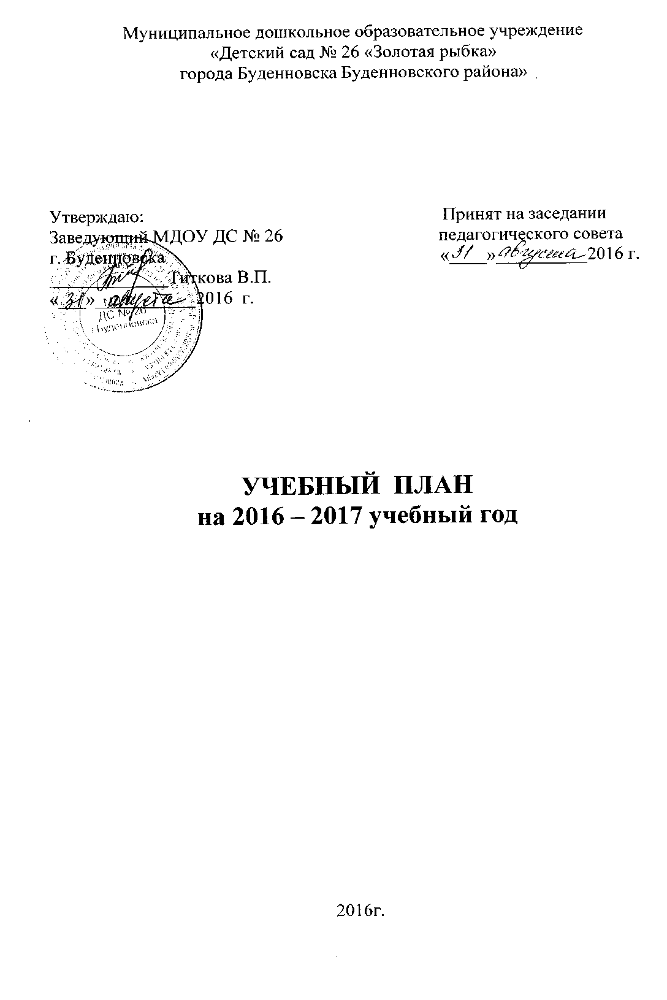 Муниципальное дошкольное образовательное учреждение
«Детский сад № 26 «Золотая рыбка»
города Буденновска Буденновского района»
Утверждаю:
Заведующий МДОУ ДС № 26
г. Буденновска
Титкова В.П.
«31» августа 2016 г.
ДС № 26
г.Буденновска
Принят на заседании
педагогического совета
«31» августа 2016 г.
УЧЕБНЫЙ ПЛАН
на 2016 – 2017 учебный год
2016г.